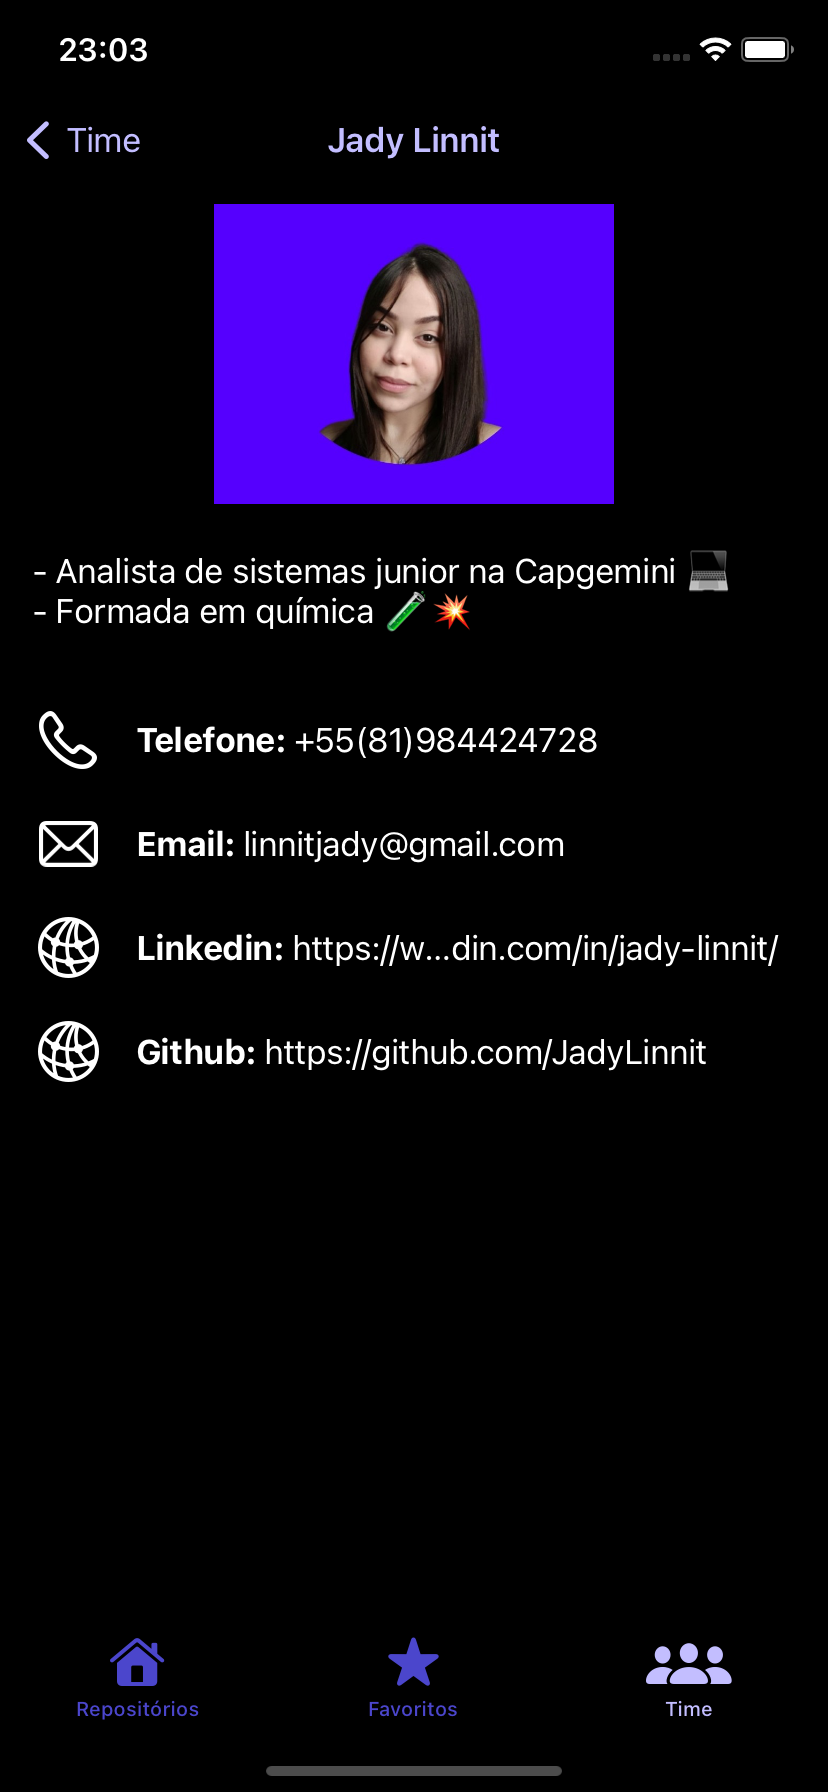 23:03
Time
Jady Linnit
- Analista de sistemas junior na Capgemini 💻
- Formada em química 🧪💥
Telefone: +55(81)984424728
Email: linnitjady@gmail.com
Linkedin: https://w...din.com/in/jady-linnit/
Github: https://github.com/JadyLinnit
Repositórios
Favoritos
Time